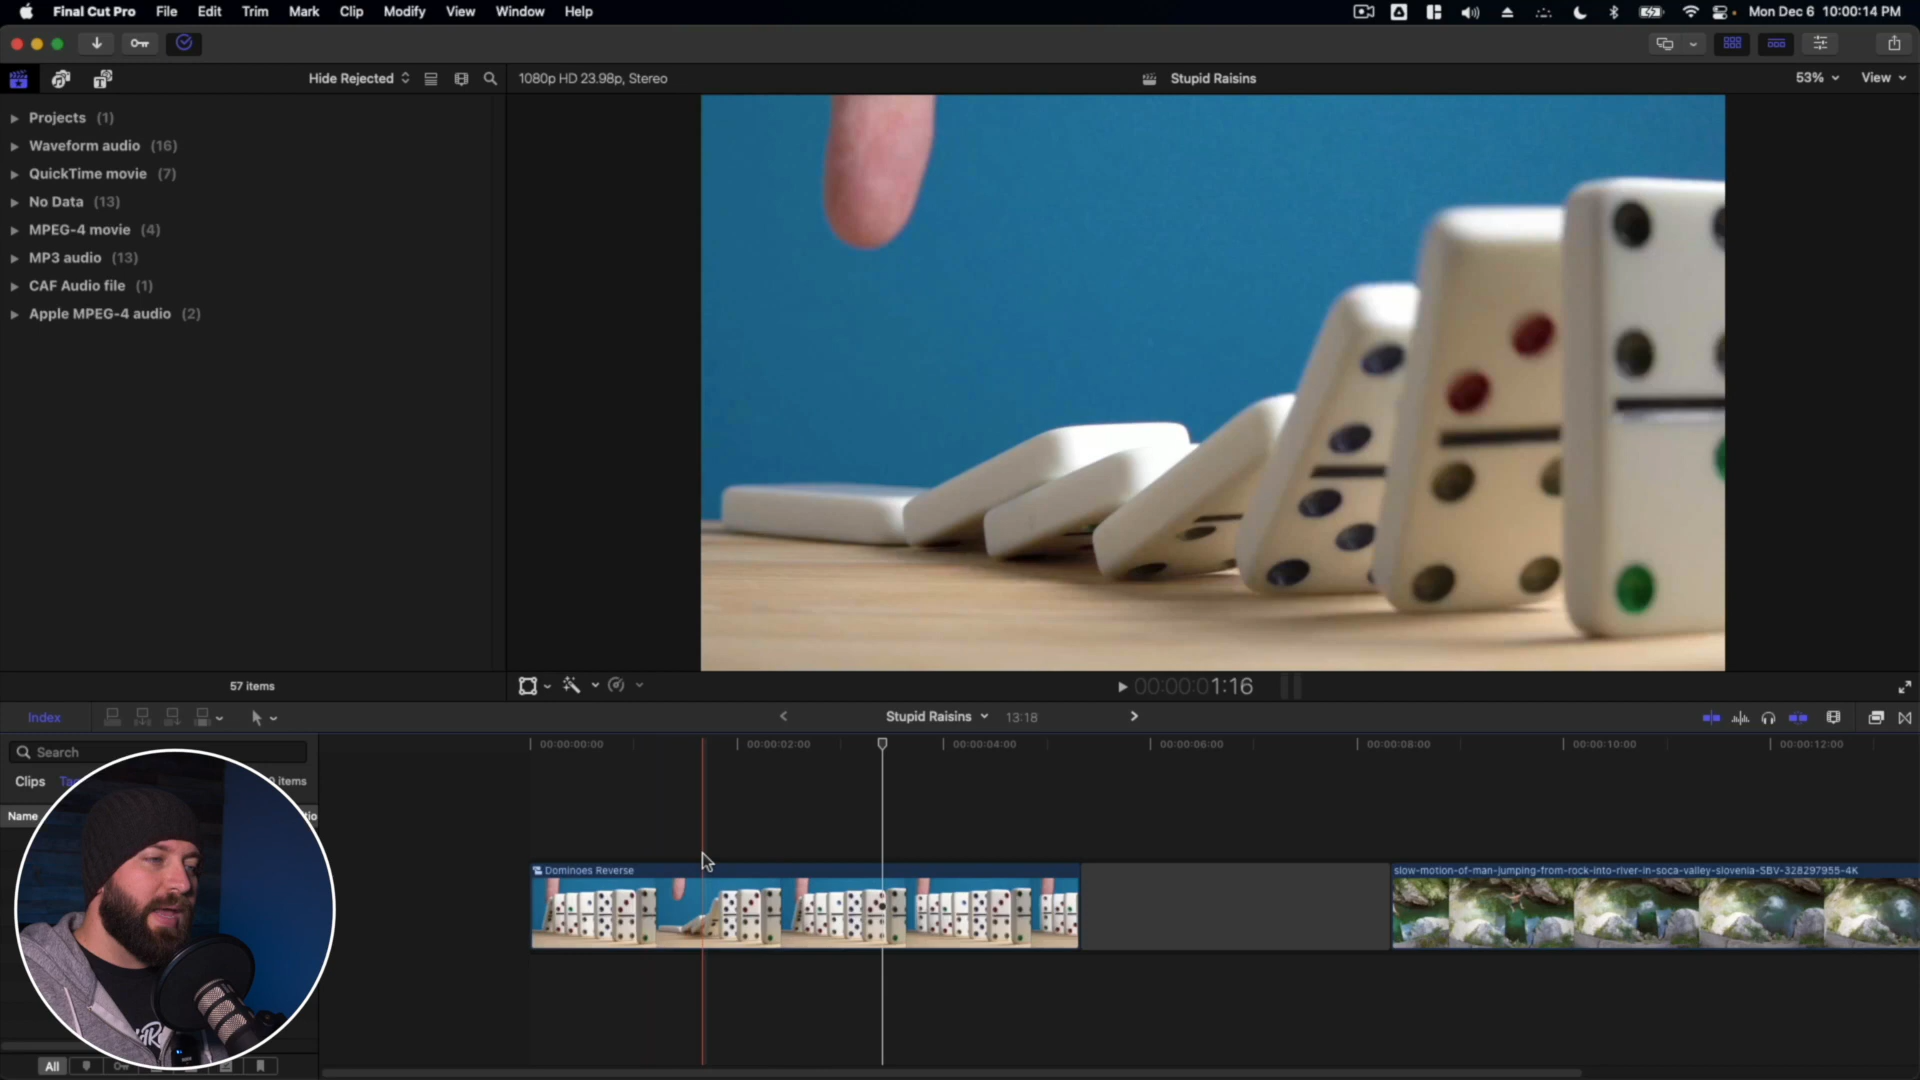 Final Cut Pro File Edit Trim Mark Clip Modify View Window Help Mon Dec 6 10:00:14 PM
Hide Rejected 1080p HD 23.98p, Stereo Stupid Raisins 53% View
Projects (1)
Waveform audio (16)
QuickTime movie (7)
No Data (13)
MPEG-4 movie (4)
MP3 audio (13)
CAF Audio file (1)
Apple MPEG-4 audio (2)
57 items 00:00:01:16
Index Stupid Raisins 13:18
00:00:00:00 00:00:02:00 00:00:04:00 00:00:06:00 00:00:08:00 00:00:10:00 00:00:12:00
Search
Clips items
Name
Dominoes Reverse slow-motion-of-man-jumping-from-rock-into-river-in-soca-valley-slovenia-SBV-328297955-4K
All